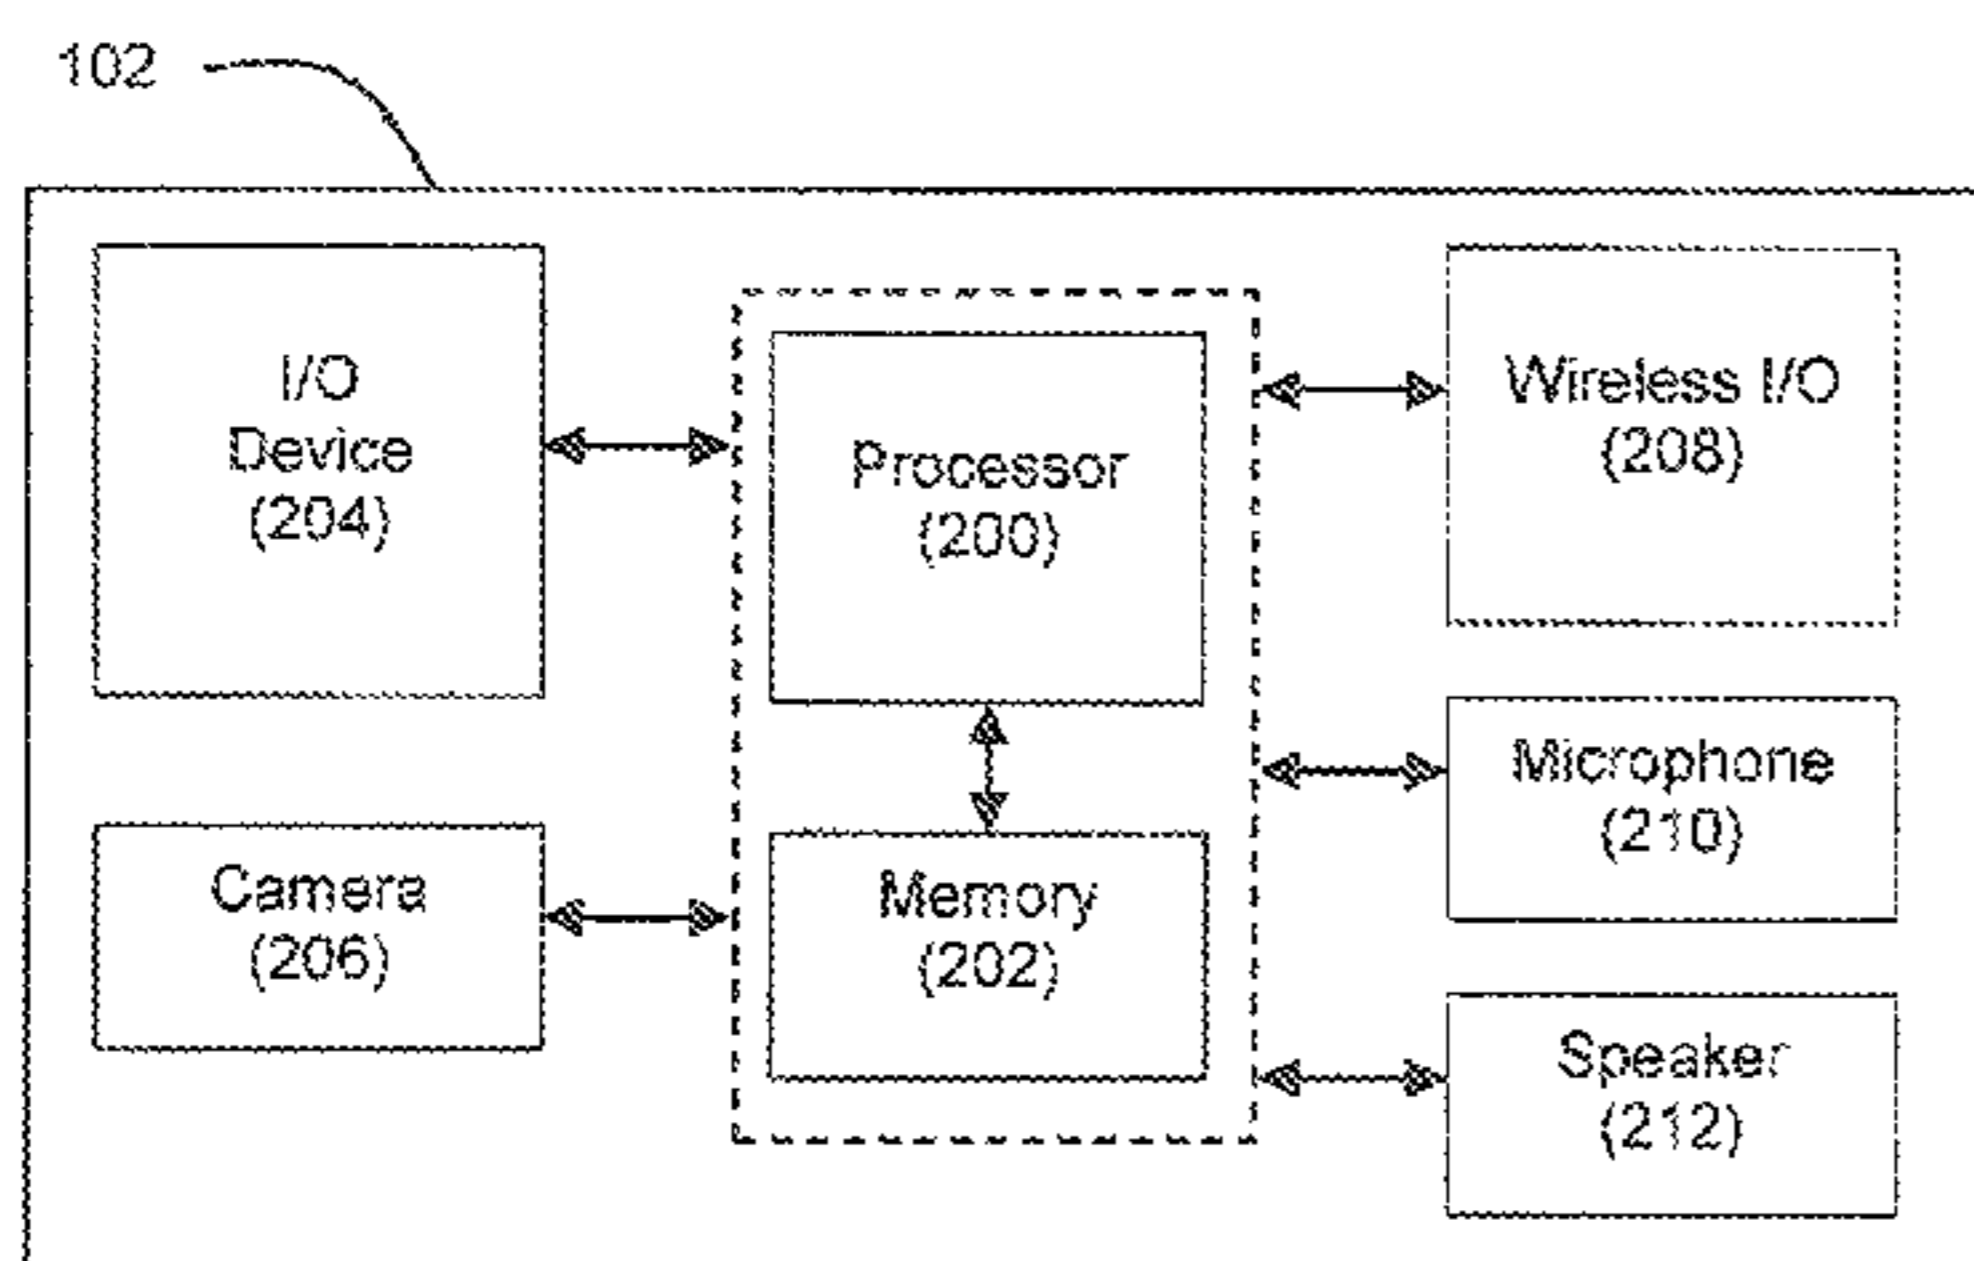 102
I/O
Device
(204)
Processor
(200)
Wireless I/O
(208)
Camera
(206)
Memory
(202)
Microphone
(210)
Speaker
(212)